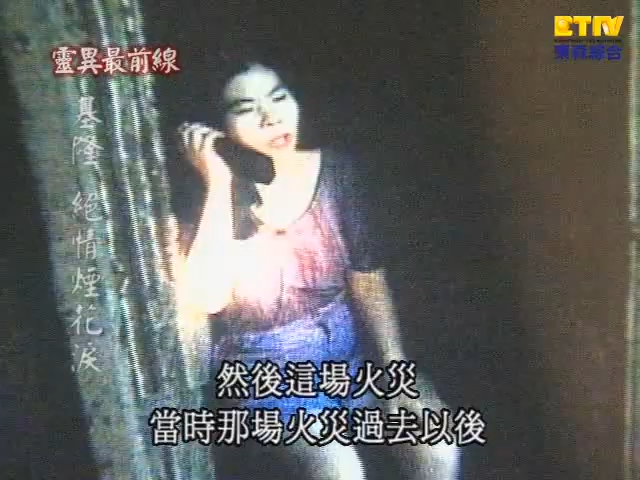 靈異最前線
ETTV
東森綜合
基隆 絕情煙花淚
然後這場火災
當時那場火災過去以後